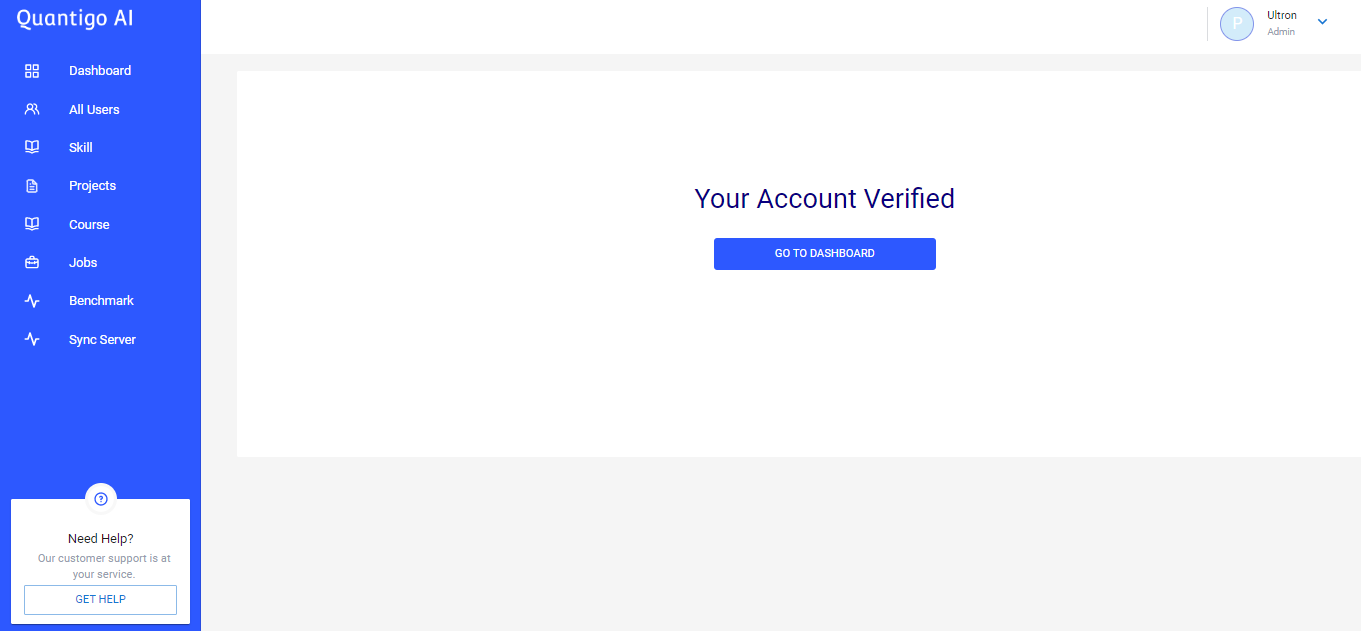 Quantigo AI
P
Ultron
Admin
Dashboard
All Users
Skill
Projects
Course
Jobs
Benchmark
Sync Server
Your Account Verified
GO TO DASHBOARD
?
Need Help?
Our customer support is at
your service.
GET HELP